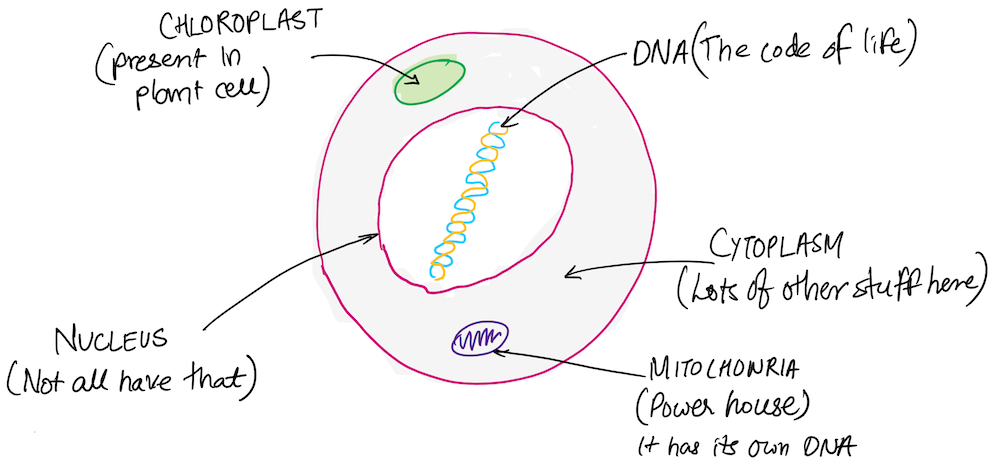 CHLOROPLAST
(present in
plant cell)
DNA (The code of life)
CYTOPLASM
(Lots of other stuff here)
NUCLEUS
(Not all have that)
MITOCHONRIA
(Power house)
It has its own DNA